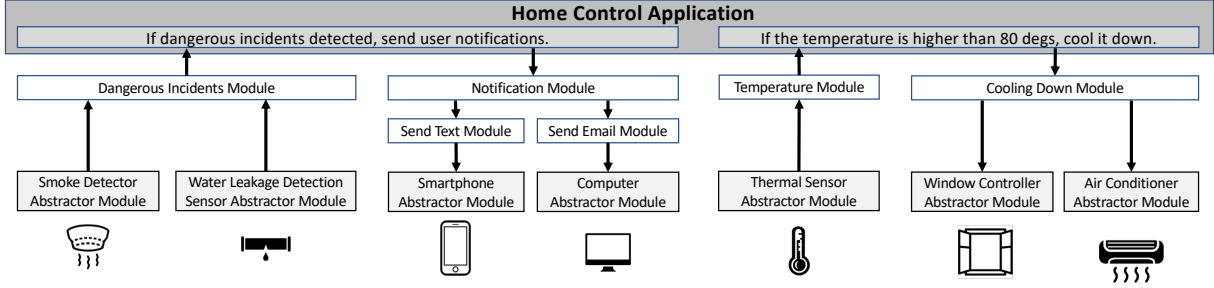 Home Control Application
If dangerous incidents detected, send user notifications.
If the temperature is higher than 80 degs, cool it down.
Dangerous Incidents Module
Notification Module
Temperature Module
Cooling Down Module
Send Text Module
Send Email Module
Smoke Detector
Abstractor Module
Water Leakage Detection
Sensor Abstractor Module
Smartphone
Abstractor Module
Computer
Abstractor Module
Thermal Sensor
Abstractor Module
Window Controller
Abstractor Module
Air Conditioner
Abstractor Module